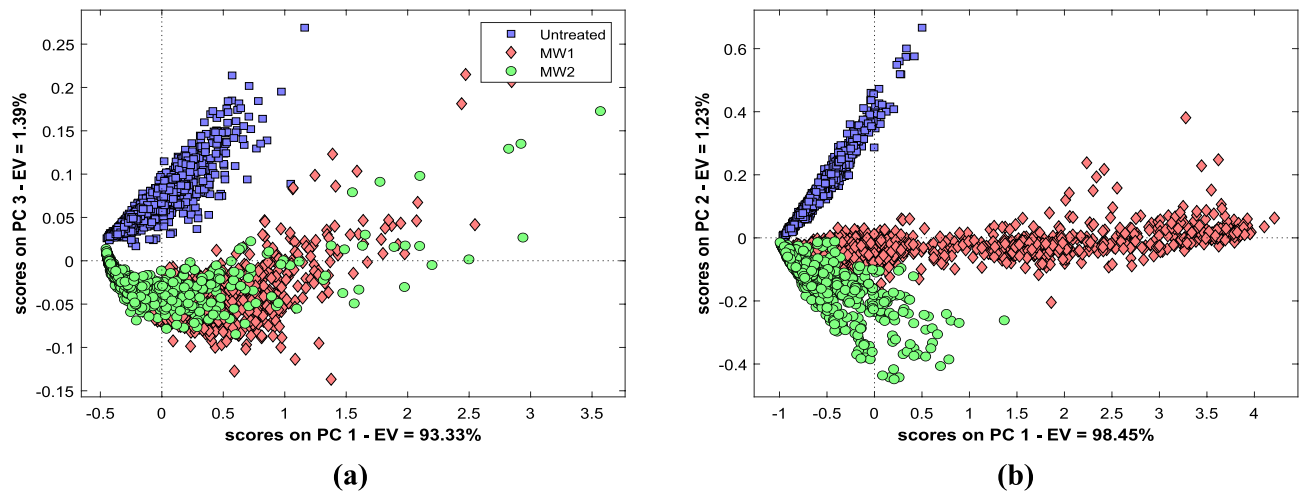 0.25
0.2
0.15
0.1
0.05
0
-0.05
-0.1
-0.15
scores on PC 3 - EV = 1.39%
Untreated
MW1
MW2
-0.5 0 0.5 1 1.5 2 2.5 3 3.5
scores on PC 1 - EV = 93.33%
(a)
0.6
0.4
0.2
0
-0.2
-0.4
scores on PC 2 - EV = 1.23%
-1 -0.5 0 0.5 1 1.5 2 2.5 3 3.5 4
scores on PC 1 - EV = 98.45%
(b)